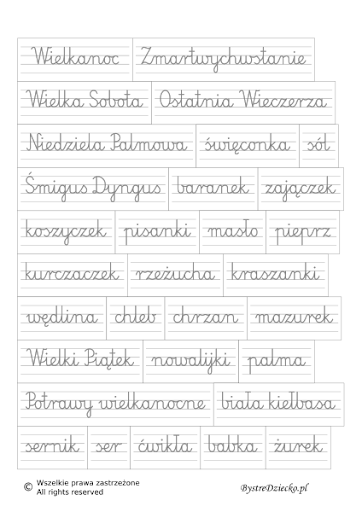 Wielkanoc Zmartwychwstanie
Wielka Sobota Ostatnia Wieczerza
Niedziela Palmowa święconka sól
Śmigus Dyngus baranek zajączek
koszyczek pisanki masło pieprz
kurczaczek rzeżucha kraszanki
wędlina chleb chrzan mazurek
Wielki Piątek nowalijki palma
Potrawy wielkanocne biała kiełbasa
sernik ser ćwikła babka żurek
© Wszelkie prawa zastrzeżone
All rights reserved
BystreDziecko.pl